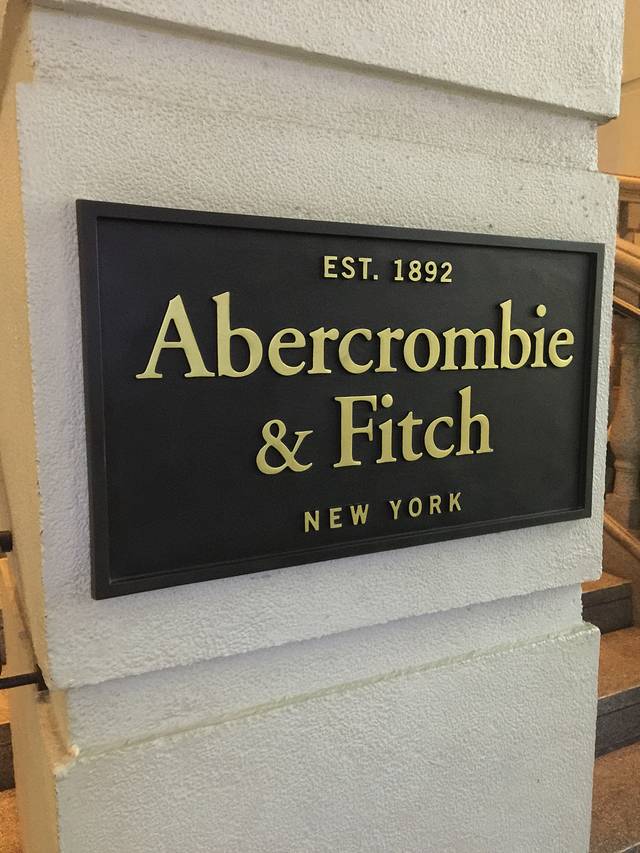 EST. 1892
Abercrombie
& Fitch
NEW YORK